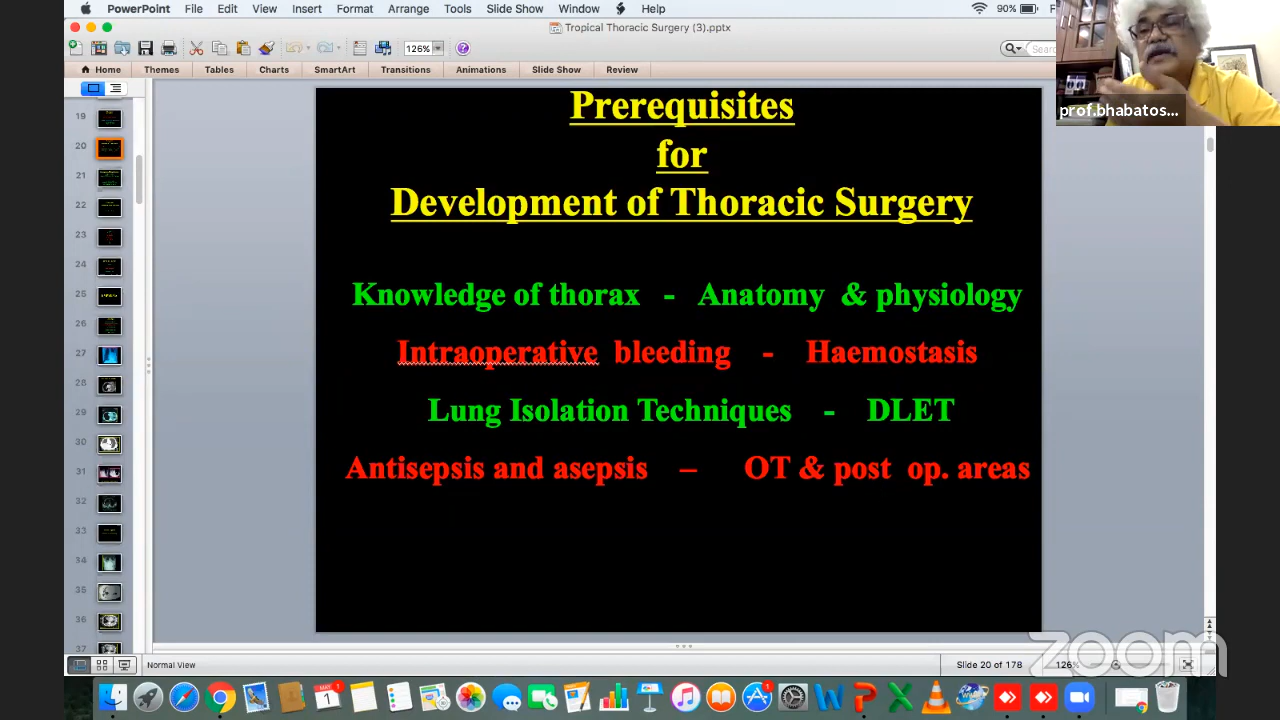 PowerPoint File Edit View Insert Format Arrange Tools Slide Show Window Help 90%
Tropical Thoracic Surgery (3).pptx
126%
Home Themes Tables Charts SmartArt Transitions Animations Slide Show Review
prof.bhabatos...
19
20
21
22
23
24
25
26
27
28
29
30
31
32
33
34
35
36
37
Prerequisites
for
Development of Thoracic Surgery
Knowledge of thorax - Anatomy & physiology
Intraoperative bleeding - Haemostasis
Lung Isolation Techniques - DLET
Antisepsis and asepsis – OT & post op. areas
zoom
Normal View Slide 20 of 178 126%